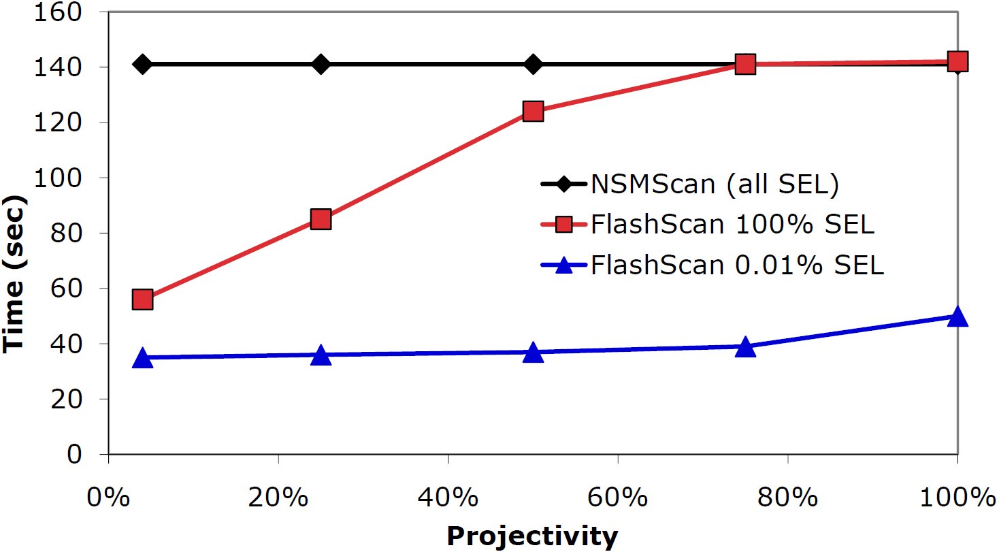 160
140
120
100
80
60
40
20
0
Time (sec)
NSMScan (all SEL)
FlashScan 100% SEL
FlashScan 0.01% SEL
0% 20% 40% 60% 80% 100%
Projectivity